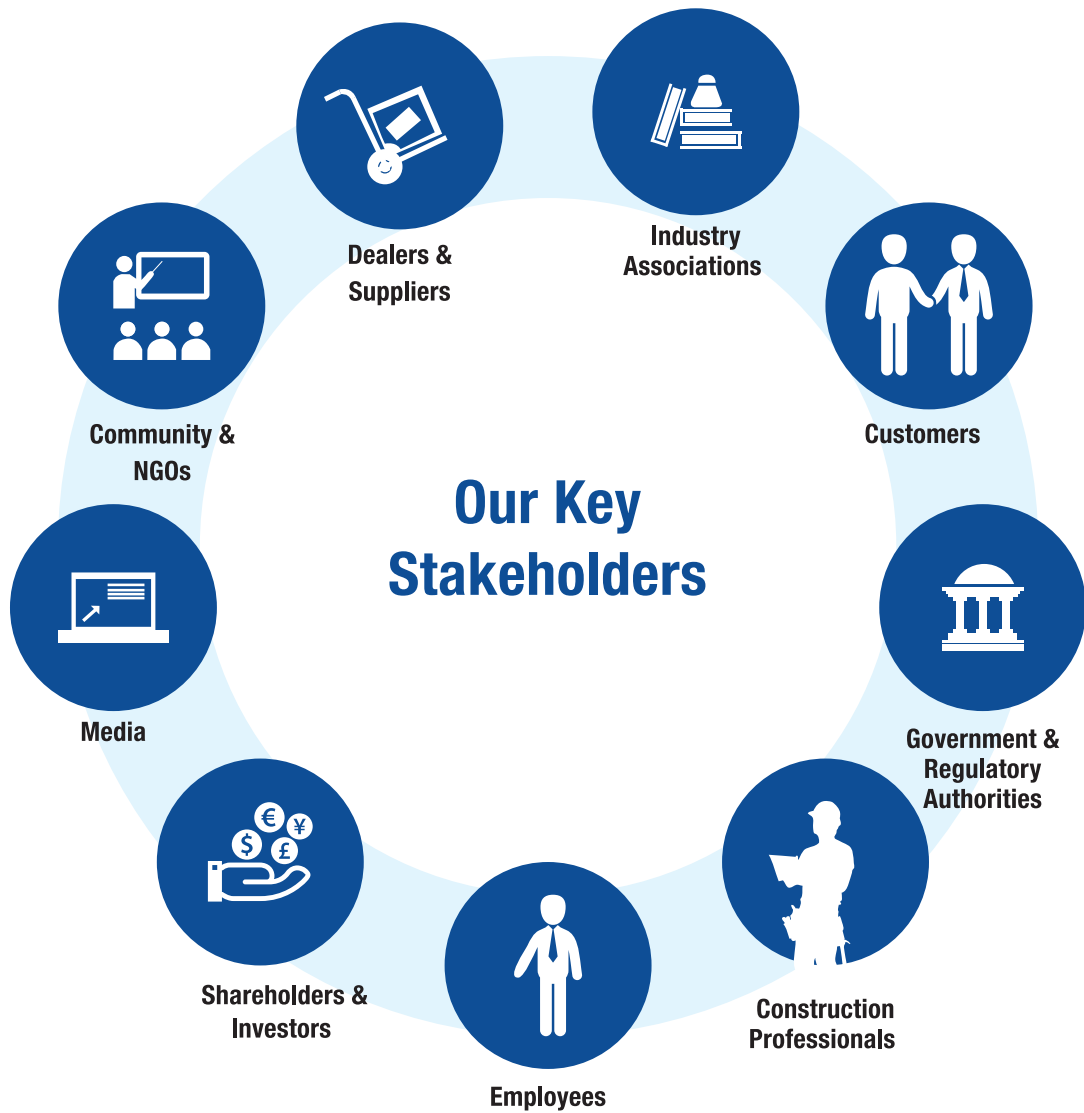 Dealers &
Suppliers
Industry
Associations
Customers
Community &
NGOs
Our Key
Stakeholders
Media
Government &
Regulatory
Authorities
$ € £ ¥
Shareholders &
Investors
Construction
Professionals
Employees